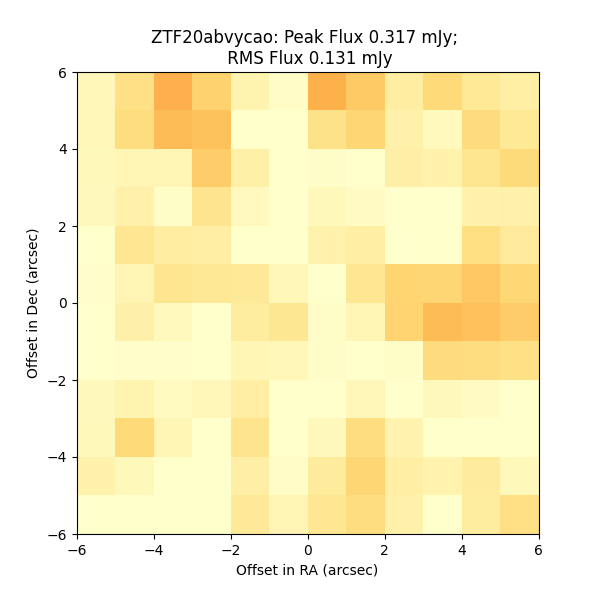 ZTF20abvycao: Peak Flux 0.317 mJy;
RMS Flux 0.131 mJy
6
4
2
0
−2
−4
−6
Offset in Dec (arcsec)
−6 −4 −2 0 2 4 6
Offset in RA (arcsec)